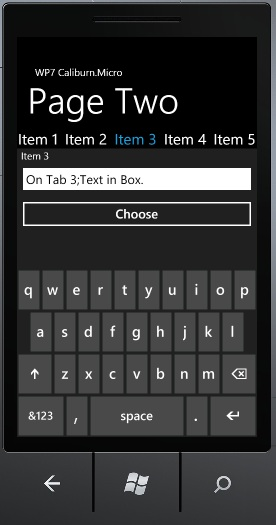 WP7 Caliburn.Micro
Page Two
Item 1 Item 2 Item 3 Item 4 Item 5
Item 3
On Tab 3;Text in Box.
Choose
q w e r t y u i o p
a s d f g h j k l
z x c v b n m
&123 , space .